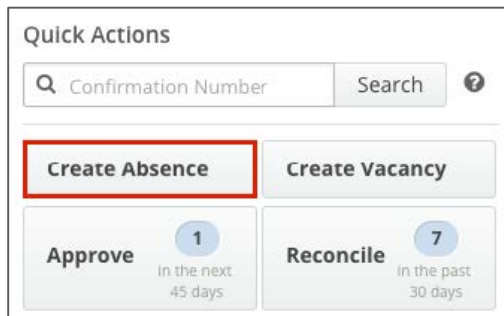 Quick Actions
Confirmation Number Search ?
Create Absence Create Vacancy
Approve 1 in the next 45 days
Reconcile 7 in the past 30 days